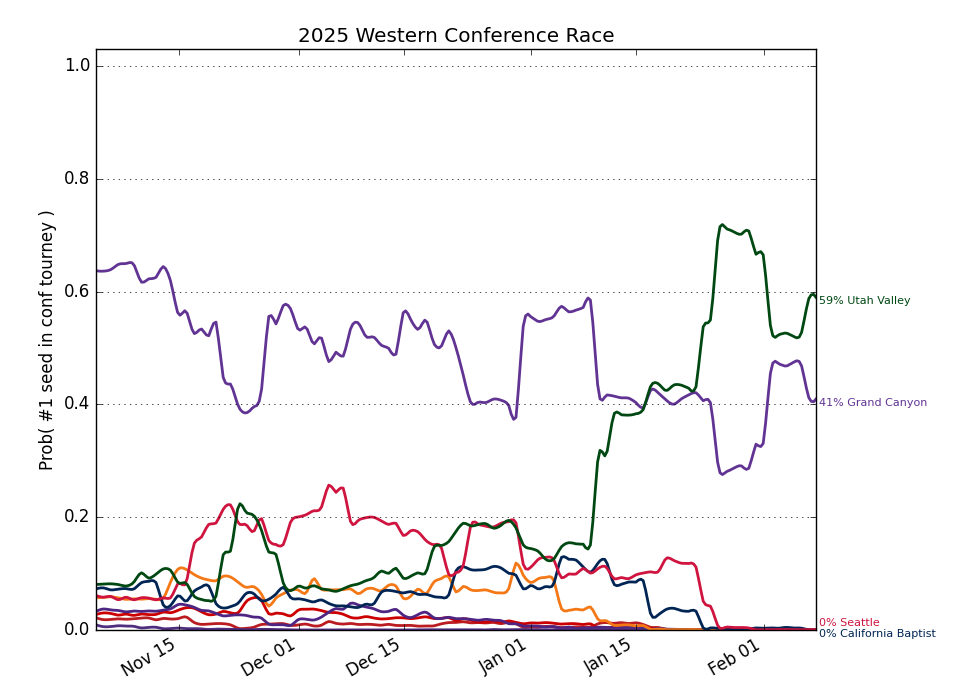 2025 Western Conference Race
Prob( #1 seed in conf tourney )
1.0
0.8
0.6
0.4
0.2
0.0
Nov 15
Dec 01
Dec 15
Jan 01
Jan 15
Feb 01
59% Utah Valley
41% Grand Canyon
0% Seattle
0% California Baptist